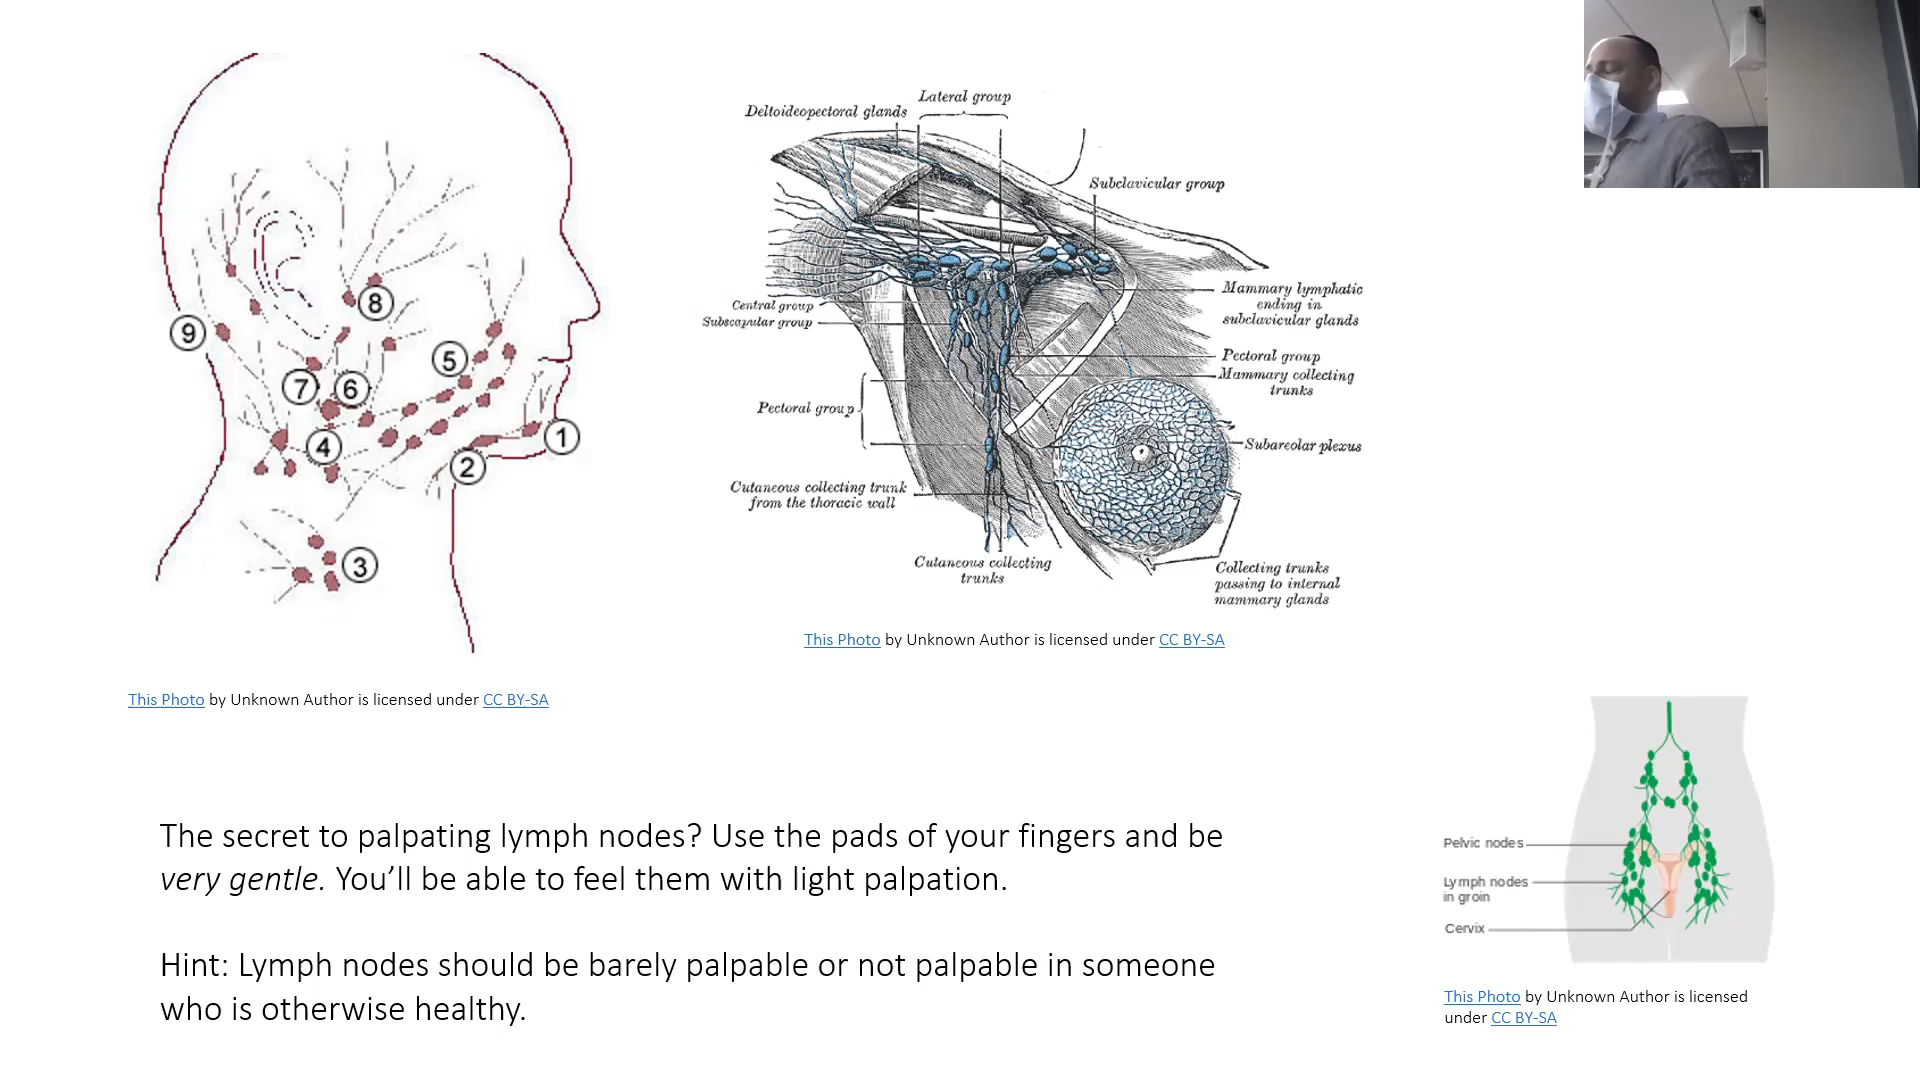 8
9
5
7
6
1
4
2
3
Lateral group
Deltoideopectoral glands
Subclavicular group
Mammary lymphatic
ending in
subclavicular glands
Central group
Subscapular group
Pectoral group
Mammary collecting
trunks
Pectoral group
Subareolar plexus
Cutaneous collecting trunk
from the thoracic wall
Cutaneous collecting
trunks
Collecting trunks
passing to internal
mammary glands
This Photo by Unknown Author is licensed under CC BY-SA
This Photo by Unknown Author is licensed under CC BY-SA
The secret to palpating lymph nodes? Use the pads of your fingers and be
very gentle. You’ll be able to feel them with light palpation.
Hint: Lymph nodes should be barely palpable or not palpable in someone
who is otherwise healthy.
Pelvic nodes
Lymph nodes
in groin
Cervix
This Photo by Unknown Author is licensed
under CC BY-SA